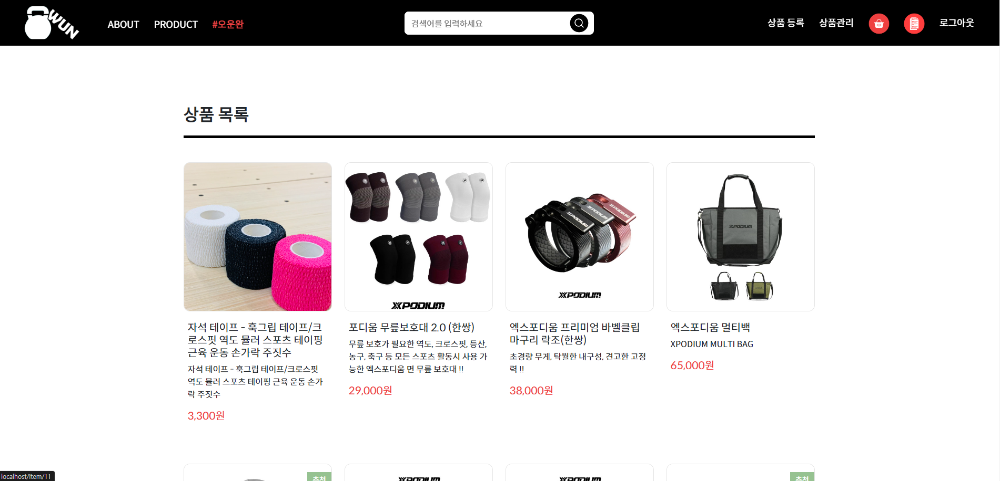 WUN
ABOUT PRODUCT #오운완
검색어를 입력하세요
상품 등록 상품관리 로그아웃
상품 목록
XPODIUM
XPODIUM
XPODIUM
XPODIUM
XPODIUM
XPODIUM
자석 테이프 - 훅그립 테이프/크
로스핏 역도 뮬러 스포츠 테이핑
근육 운동 손가락 주짓수
자석 테이프 - 훅그립 테이프/크로스핏
역도 뮬러 스포츠 테이핑 근육 운동 손가
락 주짓수
3,300원
포디움 무릎보호대 2.0 (한쌍)
무릎 보호가 필요한 역도, 크로스핏, 등산,
농구, 축구 등 모든 스포츠 활동시 사용 가
능한 엑스포디움 면 무릎 보호대 !!
29,000원
엑스포디움 프리미엄 바벨클립
마구리 락조(한쌍)
초경량 무게, 탁월한 내구성, 견고한 고정
력 !!
38,000원
엑스포디움 멀티백
XPODIUM MULTI BAG
65,000원
추천
XPODIUM
XPODIUM
추천
localhost/item/11